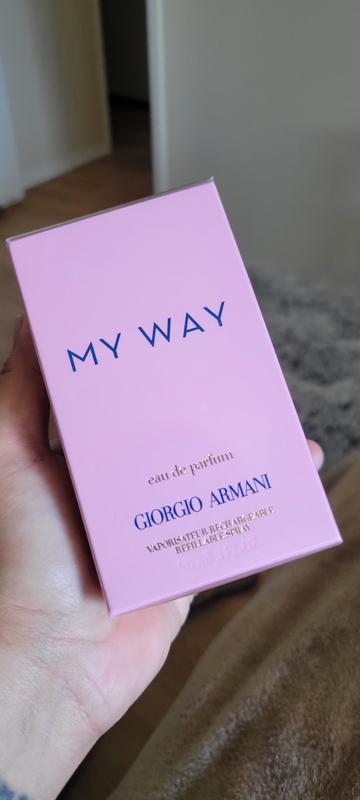 MY WAY
eau de parfum
GIORGIO ARMANI
VAPORISATEUR RECHARGEABLE
REFILLABLE SPRAY